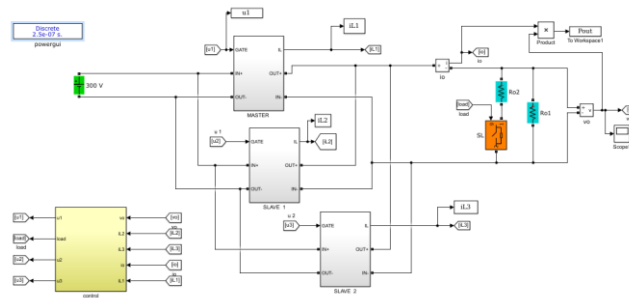 Discrete
2.5e-07 s.
powergui
300 V
u1
[u1]
GATE
IL
iL1
[iL1]
IN+
OUT+
OUT-
IN-
MASTER
u 1
[u2]
GATE
IL
iL2
[iL2]
IN+
OUT+
OUT-
IN-
SLAVE 1
u 2
[u3]
GATE
IL
iL3
[iL3]
IN+
OUT+
OUT-
IN-
SLAVE 2
io
[io]
io
Product
Pout
To Workspace1
[load]
load
SL
Ro2
Ro1
vo
Scope
[u1]
u1
vo
[vo]
[load]
load
load
iL2
[iL2]
[u2]
u2
iL3
[iL3]
io
[io]
[u3]
u3
iL1
[iL1]
control